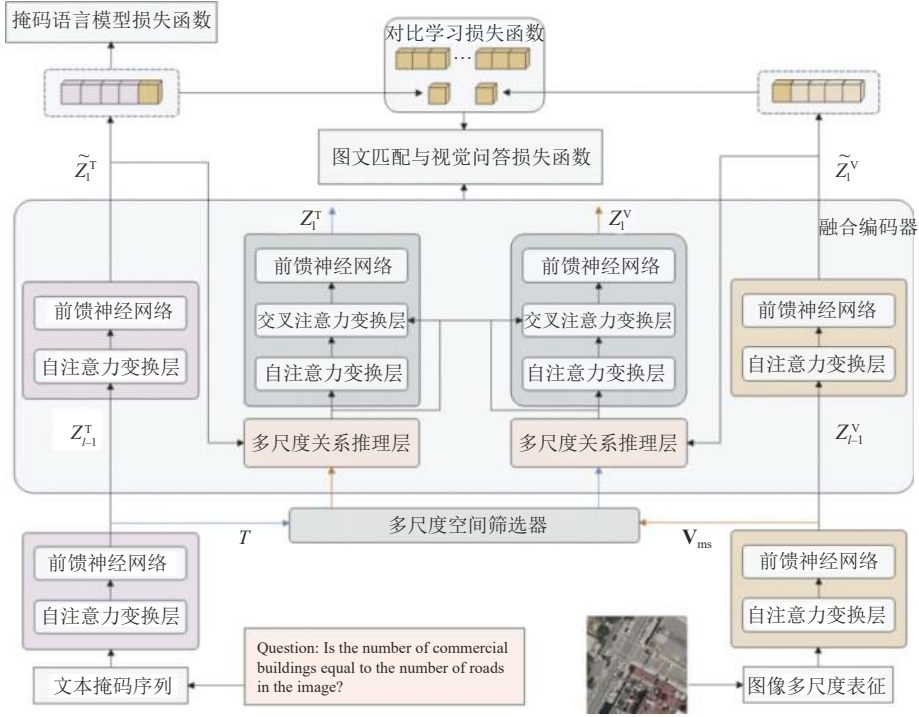 掩码语言模型损失函数
对比学习损失函数
...
图文匹配与视觉问答损失函数
Z̃₁ᵀ
Z̃₁ⱽ
Z₁ᵀ
Z₁ⱽ
融合编码器
前馈神经网络
交叉注意力变换层
自注意力变换层
前馈神经网络
交叉注意力变换层
自注意力变换层
前馈神经网络
自注意力变换层
前馈神经网络
自注意力变换层
Zₗ₋₁ᵀ
多尺度关系推理层
多尺度关系推理层
Zₗ₋₁ⱽ
T
多尺度空间筛选器
Vms
前馈神经网络
自注意力变换层
前馈神经网络
自注意力变换层
文本掩码序列
Question: Is the number of commercial
buildings equal to the number of roads
in the image?
图像多尺度表征